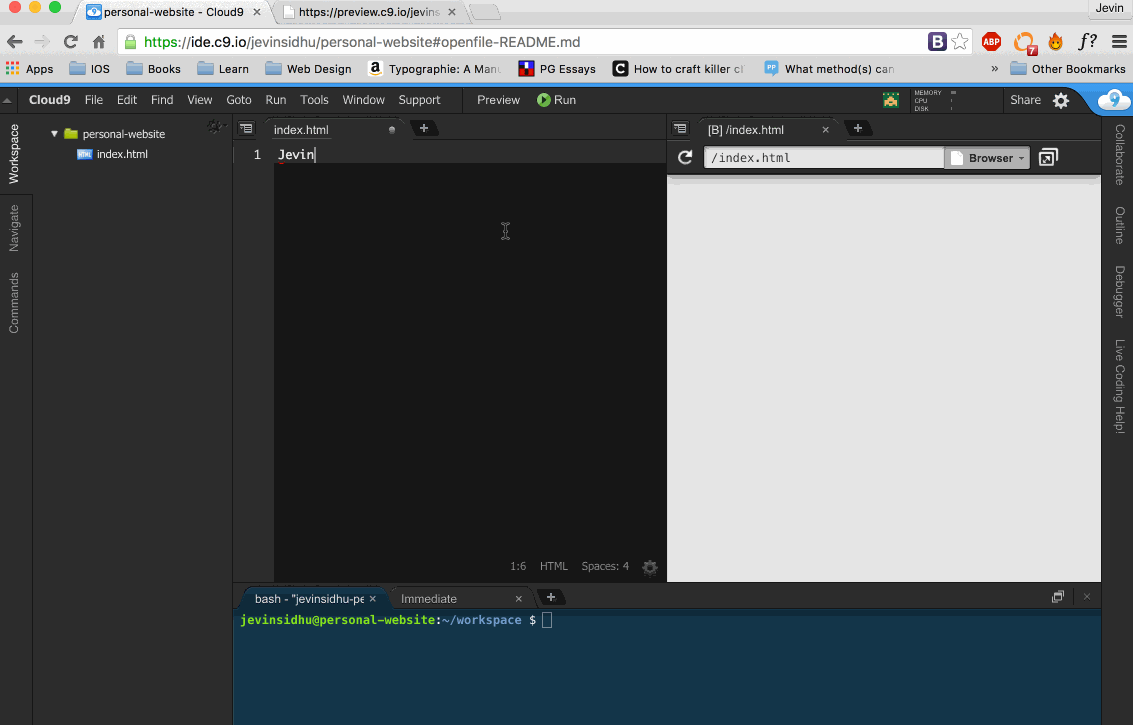 personal-website - Cloud9
https://preview.c9.io/jevins
Jevin
https://ide.c9.io/jevinsidhu/personal-website#openfile-README.md
B
ABP
7
f?
Apps
IOS
Books
Learn
Web Design
Typographie: A Manu
PG Essays
How to craft killer cl
What method(s) can
»
Other Bookmarks
Cloud9 File Edit Find View Goto Run Tools Window Support Preview Run
MEMORY
CPU
DISK
Share
9
Workspace
Navigate
Commands
personal-website
index.html
index.html
1 Jevin
1:6 HTML Spaces: 4
[B] /index.html
/index.html
Browser
Collaborate
Outline
Debugger
Live Coding Help!
bash - "jevinsidhu-pe
Immediate
jevinsidhu@personal-website:~/workspace $